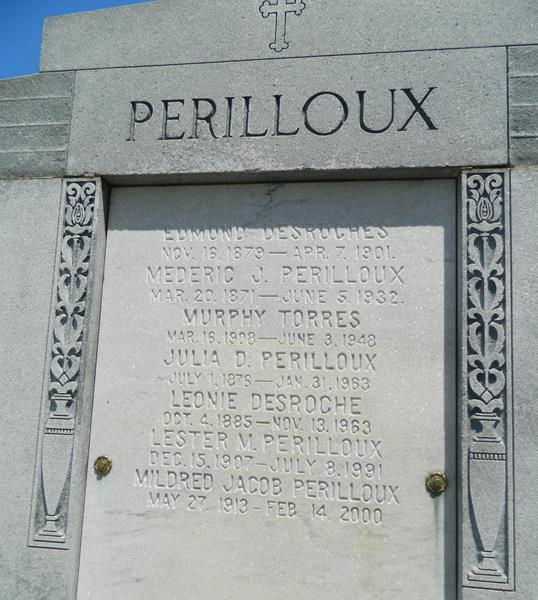 PERILLOUX
EDMOND DESROCHES
NOV. 16. 1879 — APR. 7. 1901.
MEDERIC J. PERILLOUX
MAR. 20. 1871 — JUNE 5. 1932.
MURPHY TORRES
MAR. 16, 1908 — JUNE 3, 1948
JULIA D. PERILLOUX
JULY 1, 1876 — JAN. 31, 1963
LEONIE DESROCHE
OCT. 4, 1885 — NOV. 13, 1963
LESTER M. PERILLOUX
DEC. 15, 1907 - JULY 8, 1991
MILDRED JACOB PERILLOUX
MAY 27, 1913 - FEB. 14, 2000